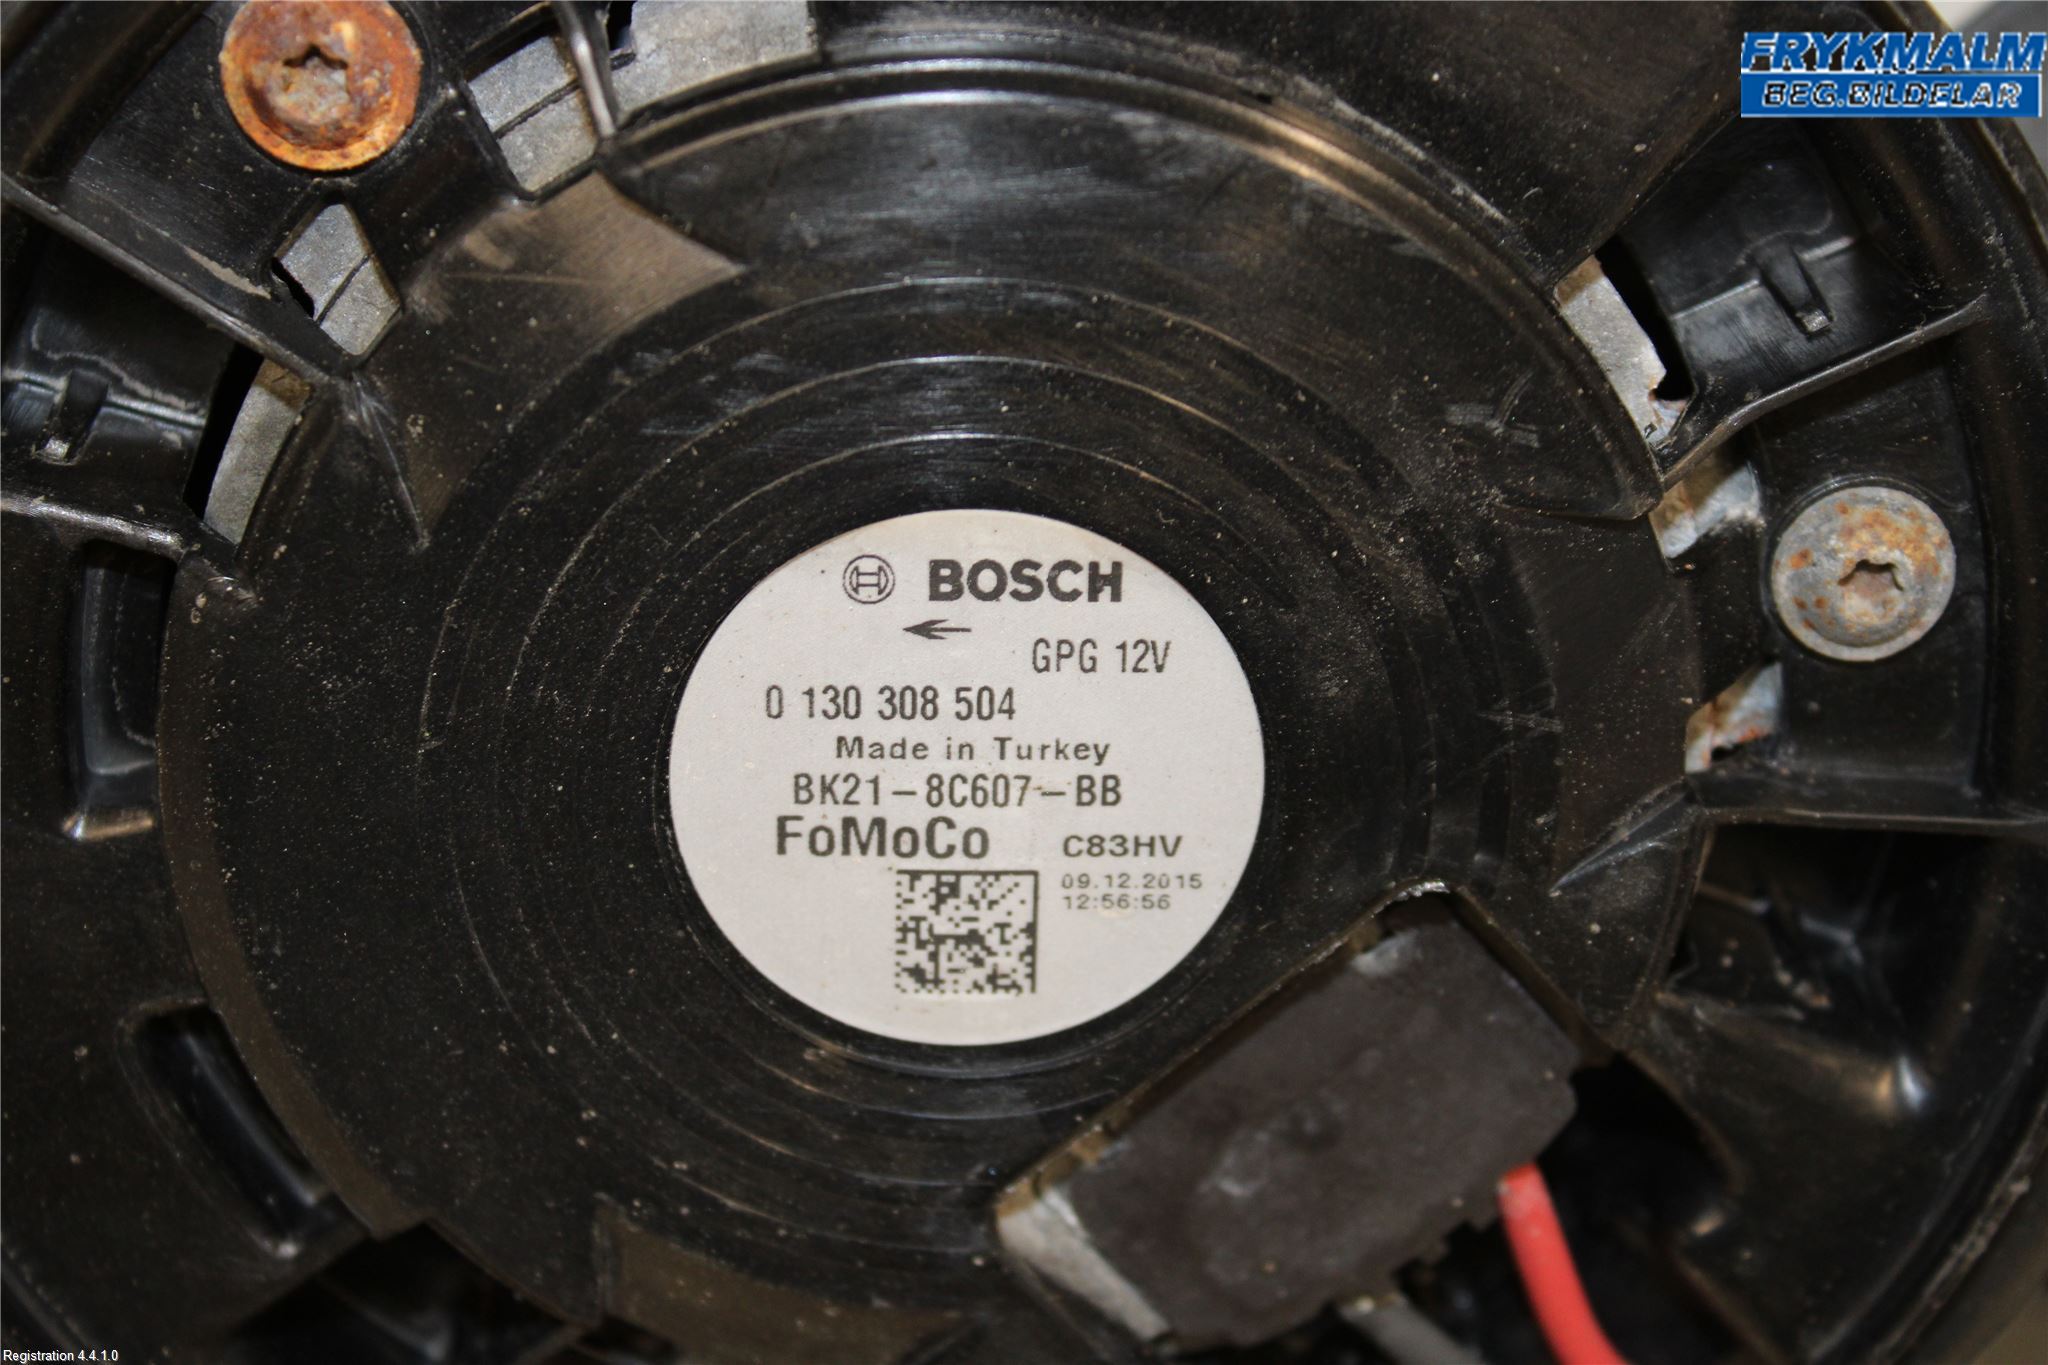 FRYKMALM
BEG.BILDELAR
BOSCH
GPG 12V
0 130 308 504
Made in Turkey
BK21-8C607-BB
FoMoCo
C83HV
09.12.2015
12:56:56
Registration 4.4.1.0